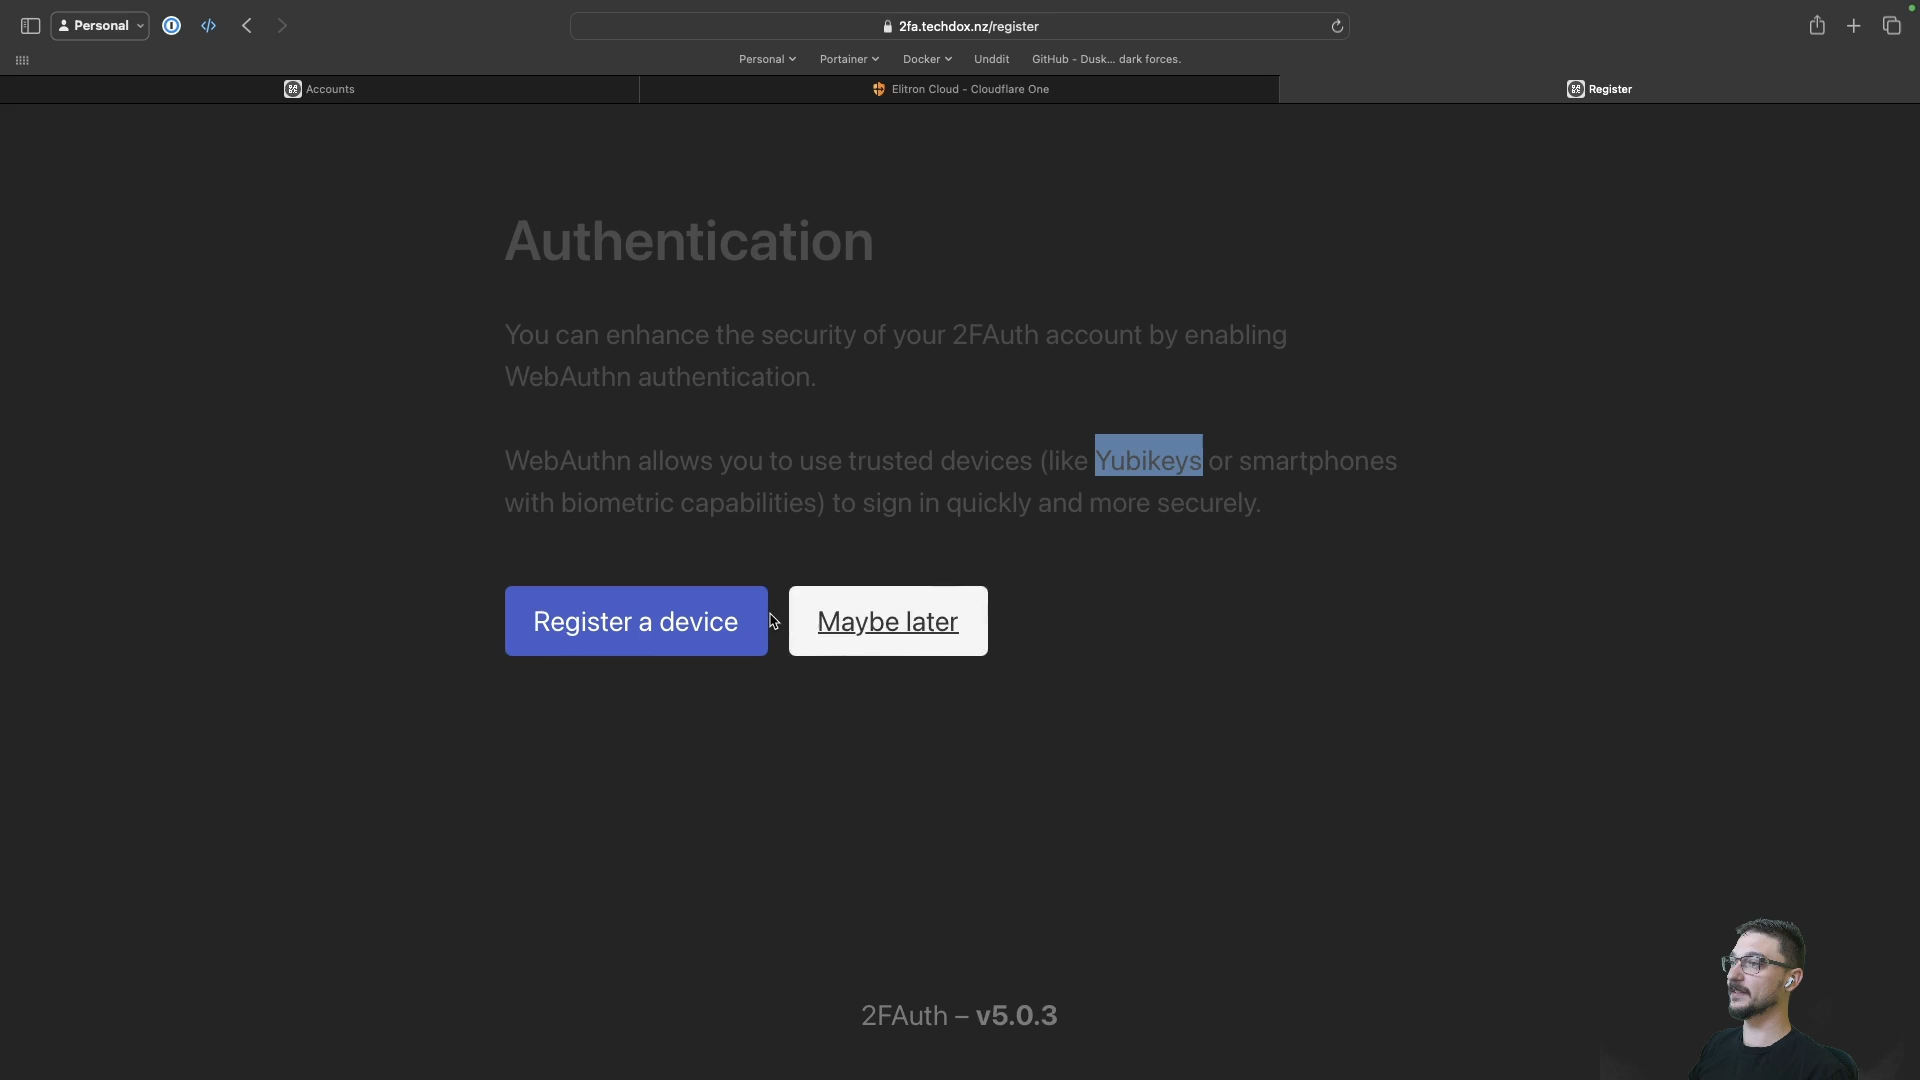 Personal
</>
2fa.techdox.nz/register
Personal
Portainer
Docker
Unddit
GitHub - Dusk... dark forces.
Accounts
Elitron Cloud - Cloudflare One
Register
Authentication
You can enhance the security of your 2FAuth account by enabling
WebAuthn authentication.
WebAuthn allows you to use trusted devices (like Yubikeys or smartphones
with biometric capabilities) to sign in quickly and more securely.
Register a device
Maybe later
2FAuth – v5.0.3